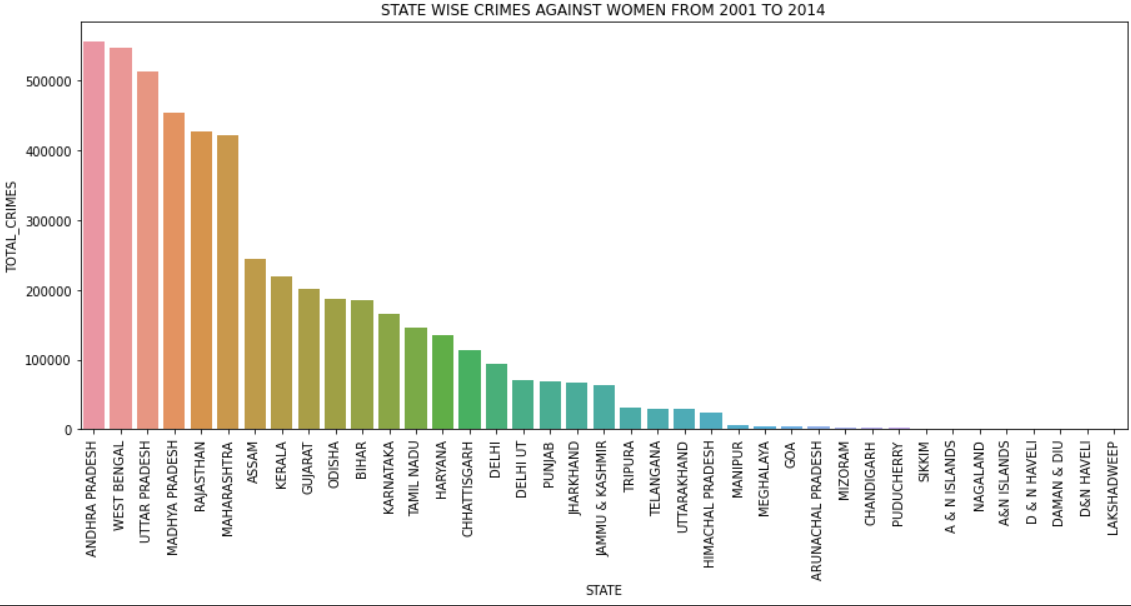 STATE WISE CRIMES AGAINST WOMEN FROM 2001 TO 2014
TOTAL_CRIMES
500000
400000
300000
200000
100000
0
ANDHRA PRADESH
WEST BENGAL
UTTAR PRADESH
MADHYA PRADESH
RAJASTHAN
MAHARASHTRA
ASSAM
KERALA
GUJARAT
ODISHA
BIHAR
KARNATAKA
TAMIL NADU
HARYANA
CHHATTISGARH
DELHI
DELHI UT
PUNJAB
JHARKHAND
JAMMU & KASHMIR
TRIPURA
TELANGANA
UTTARAKHAND
HIMACHAL PRADESH
MANIPUR
MEGHALAYA
GOA
ARUNACHAL PRADESH
MIZORAM
CHANDIGARH
PUDUCHERRY
SIKKIM
A & N ISLANDS
NAGALAND
A&N ISLANDS
D & N HAVELI
DAMAN & DIU
D&N HAVELI
LAKSHADWEEP
STATE